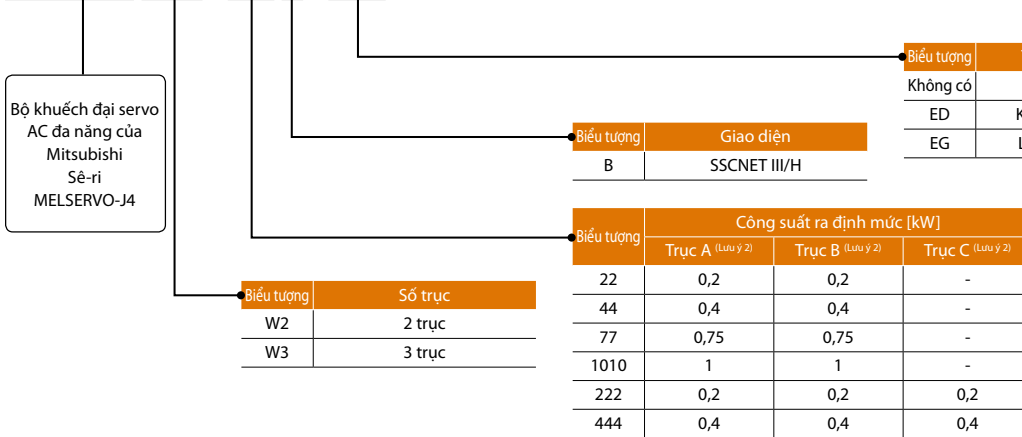 Bộ khuếch đại servo
AC đa năng của
Mitsubishi
Sê-ri
MELSERVO-J4
Biểu tượng
Không có
ED
EG
Biểu tượng Giao diện
B SSCNET III/H
Biểu tượng Công suất ra định mức [kW]
Trục A (Lưu ý 2) Trục B (Lưu ý 2) Trục C (Lưu ý 2)
22 0,2 0,2 -
44 0,4 0,4 -
77 0,75 0,75 -
1010 1 1 -
222 0,2 0,2 0,2
444 0,4 0,4 0,4
Biểu tượng Số trục
W2 2 trục
W3 3 trục